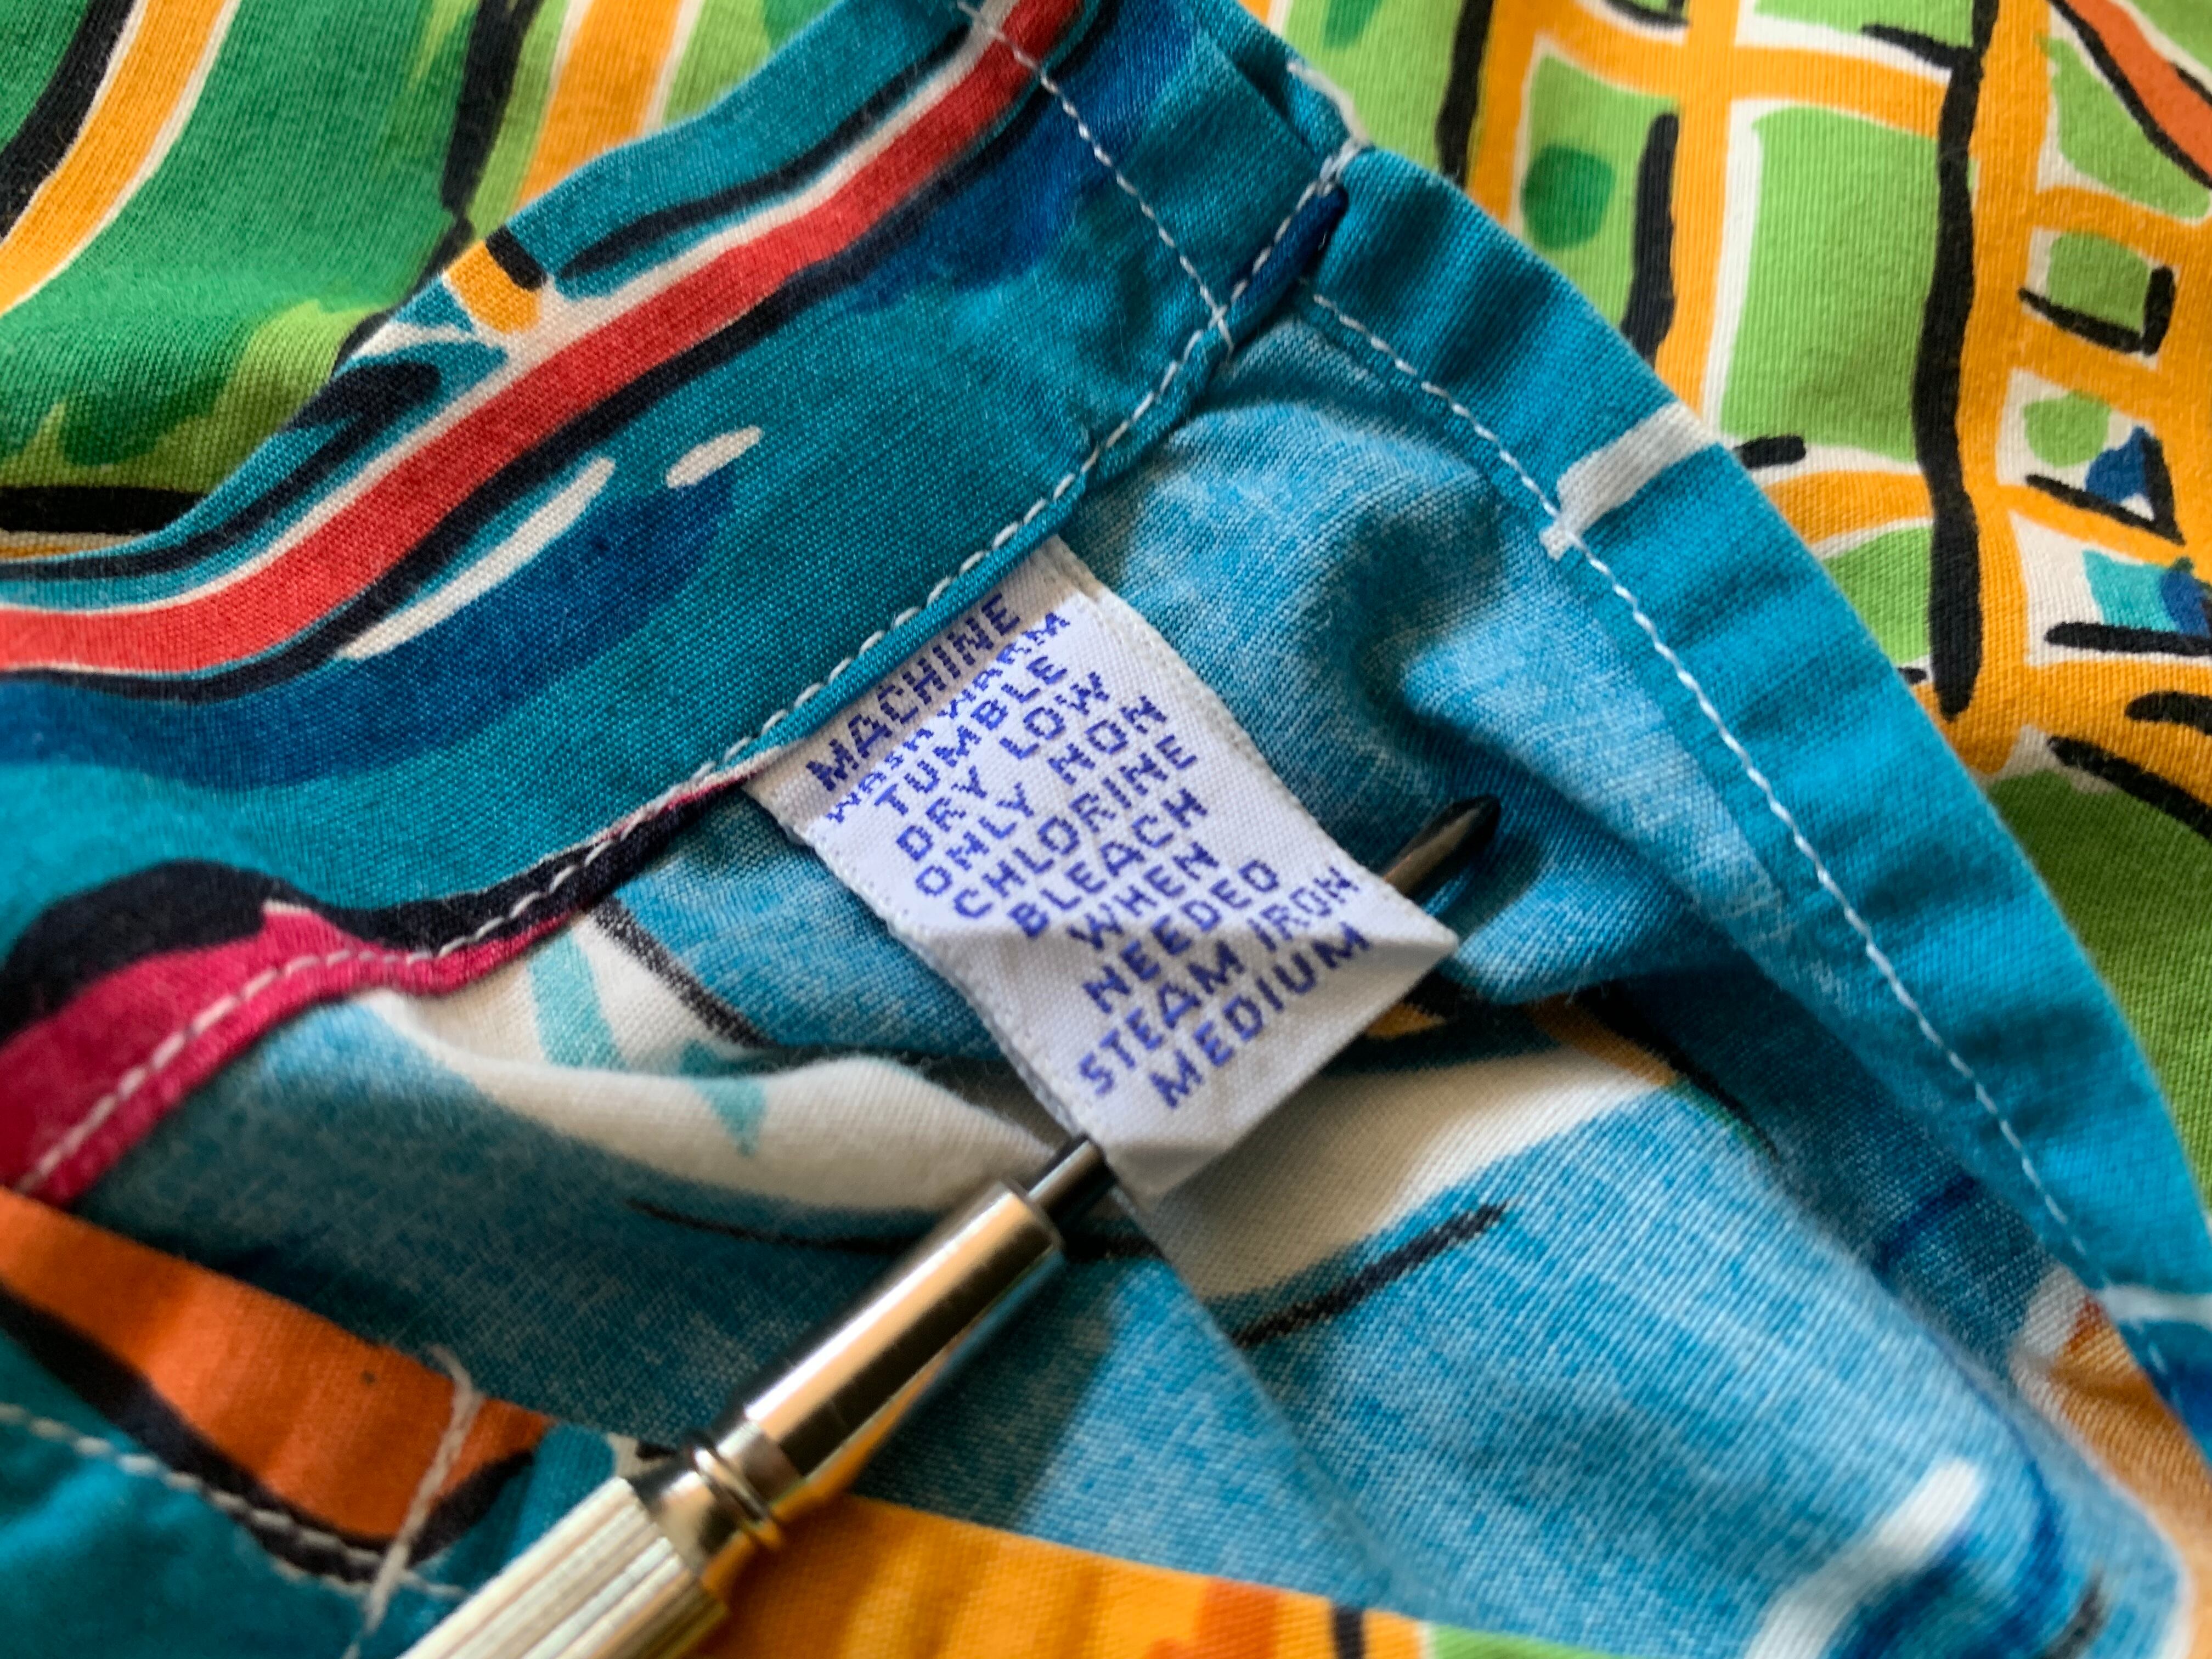 MACHINE
WASH WARM
TUMBLE
DRY LOW
ONLY NON
CHLORINE
BLEACH
WHEN
NEEDED
STEAM IRON
MEDIUM